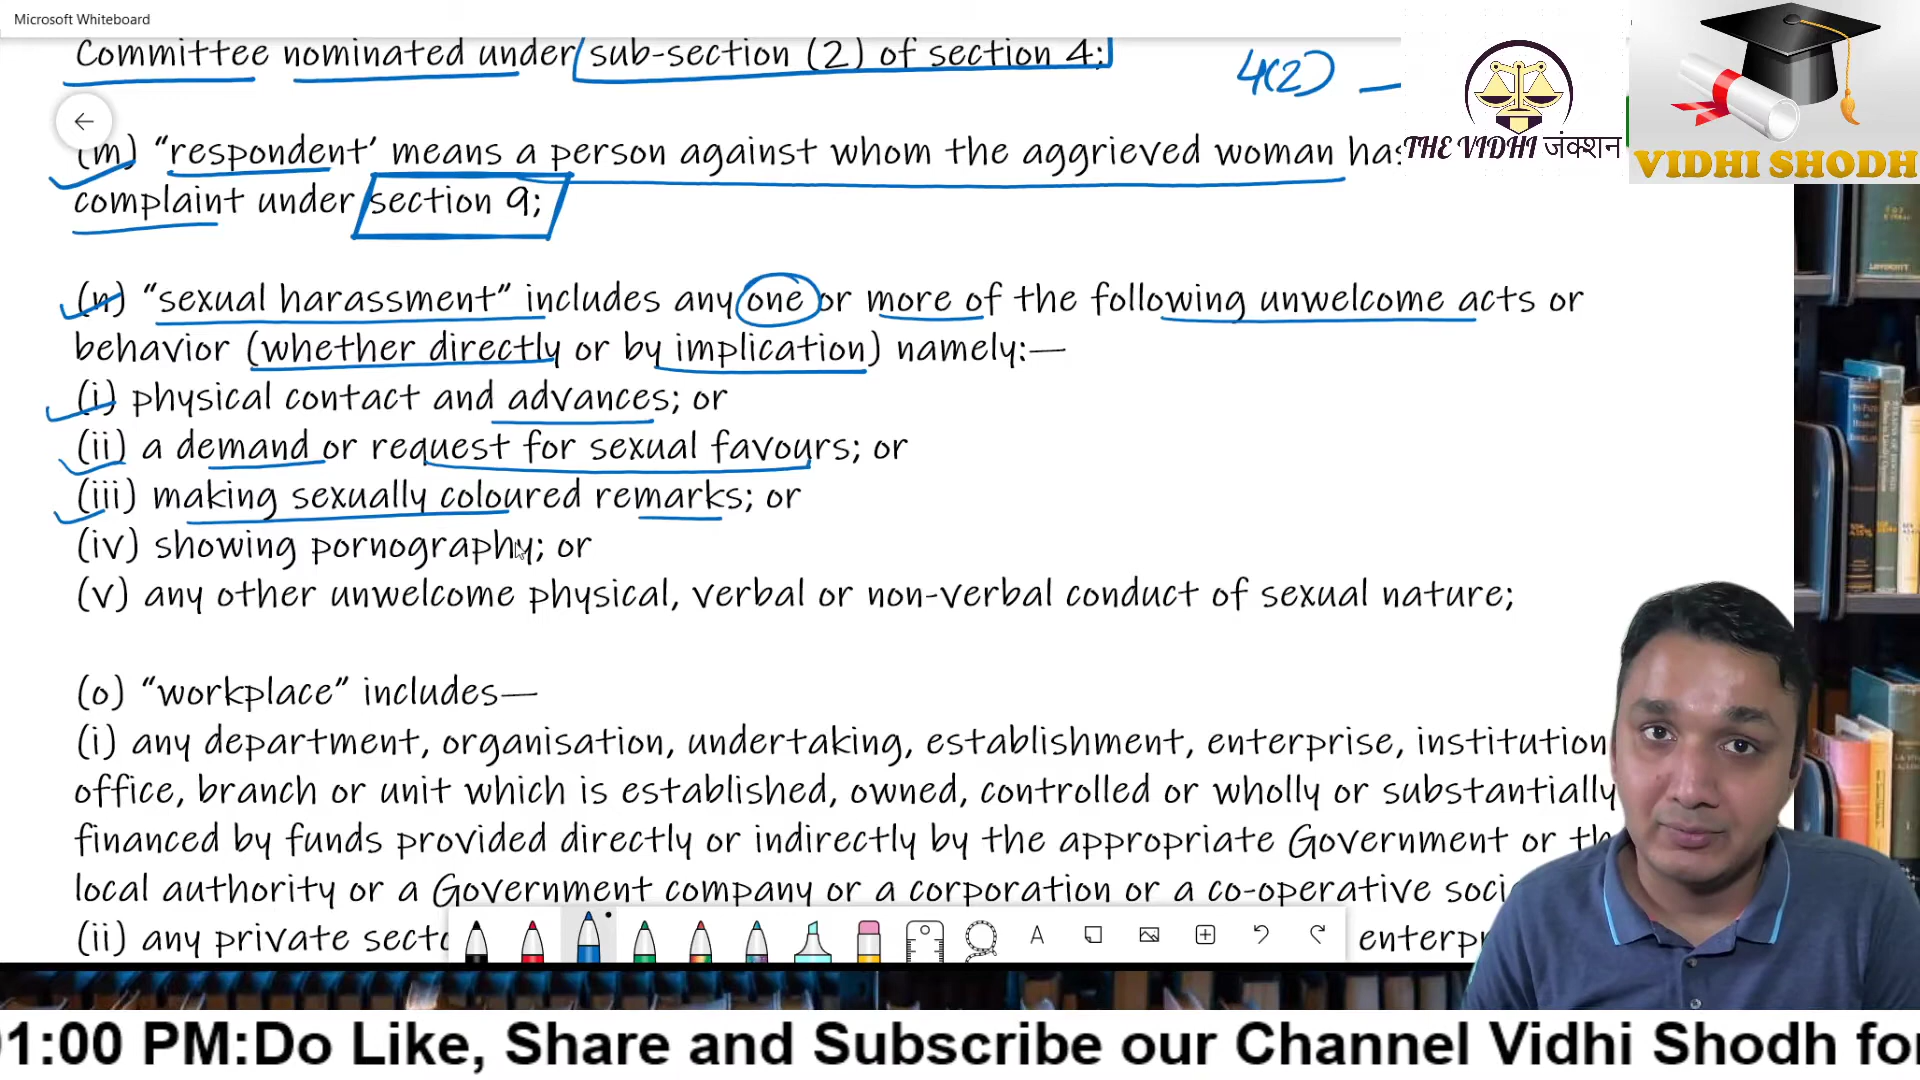 Microsoft Whiteboard
Committee nominated under sub-section (2) of section 4;
4(2) —
THE VIDHI जंक्शन
VIDHI SHODH
(m) “respondent’ means a person against whom the aggrieved woman has
complaint under section 9;
(n) “sexual harassment” includes any one or more of the following unwelcome acts or
behavior (whether directly or by implication) namely:—
(i) physical contact and advances; or
(ii) a demand or request for sexual favours; or
(iii) making sexually coloured remarks; or
(iv) showing pornography; or
(v) any other unwelcome physical, verbal or non-verbal conduct of sexual nature;
(o) “workplace” includes—
(i) any department, organisation, undertaking, establishment, enterprise, institution
office, branch or unit which is established, owned, controlled or wholly or substantially
financed by funds provided directly or indirectly by the appropriate Government or
local authority or a Government company or a corporation or a co-operative
(ii) any private
A
1:00 PM:Do Like, Share and Subscribe our Channel Vidhi Shodh